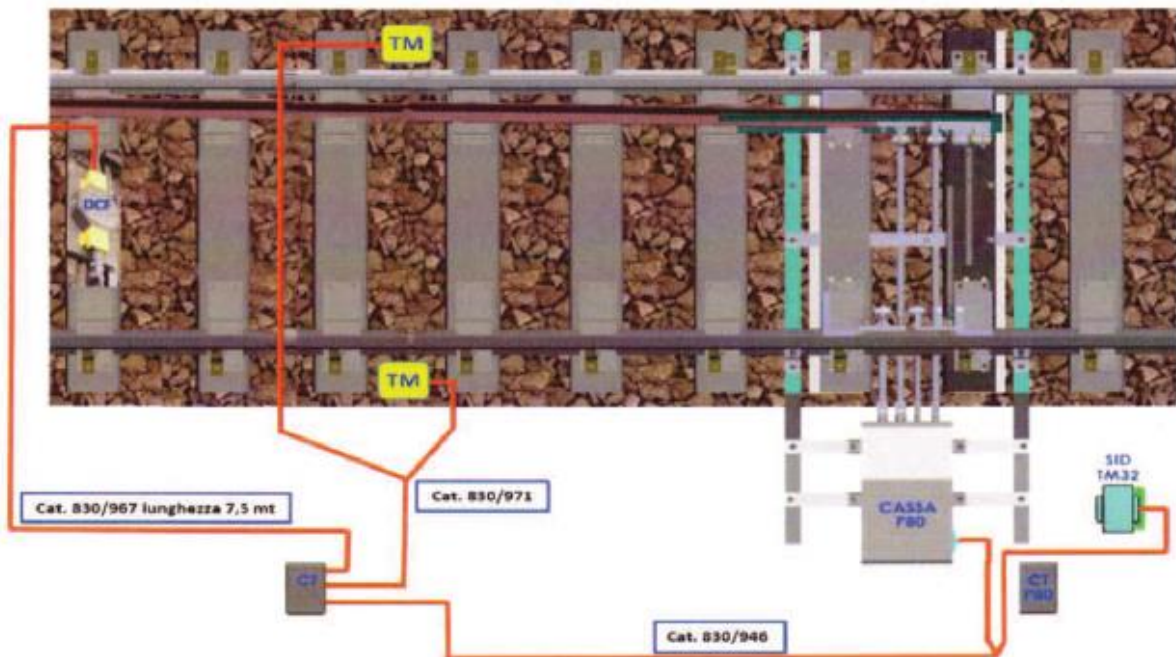 TM
DCF
TM
SID
TM32
Cat. 830/967 lunghezza 7,5 mt
Cat. 830/971
CASSA
P80
CT
CT
P80
Cat. 830/946